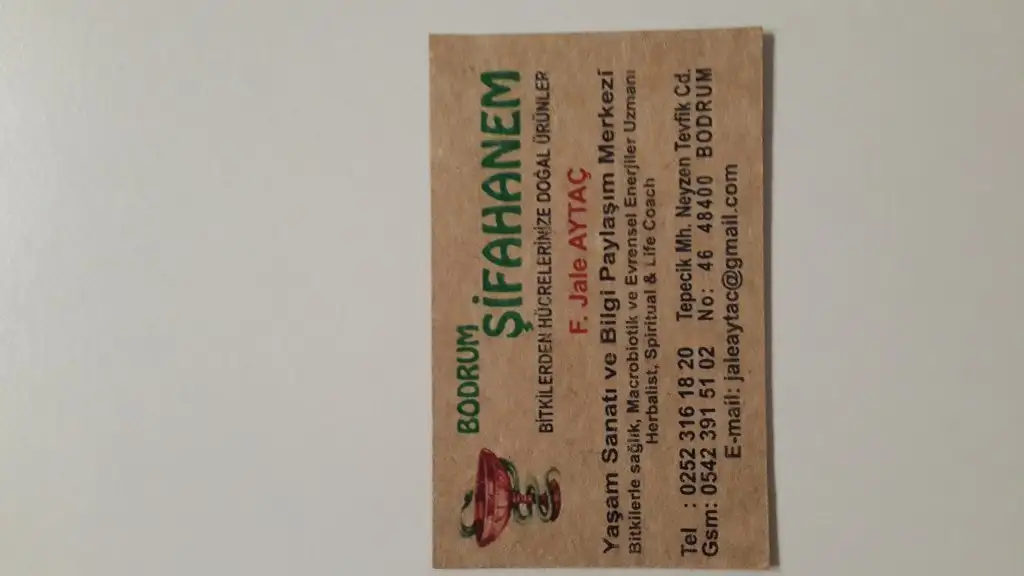 BODRUM
ŞİFAHANEM
BİTKİLERDEN HÜCRELERİNİZE DOĞAL ÜRÜNLER
F. Jale AYTAÇ
Yaşam Sanatı ve Bilgi Paylaşım Merkezi
Bitkilerle sağlık, Macrobiotik ve Evrensel Enerjiler Uzmanı
Herbalist, Spiritual & Life Coach
Tel : 0252 316 18 20 Tepecik Mh. Neyzen Tevfik Cd.
Gsm: 0542 391 51 02 No: 46 48400 BODRUM
E-mail: jaleaytac@gmail.com